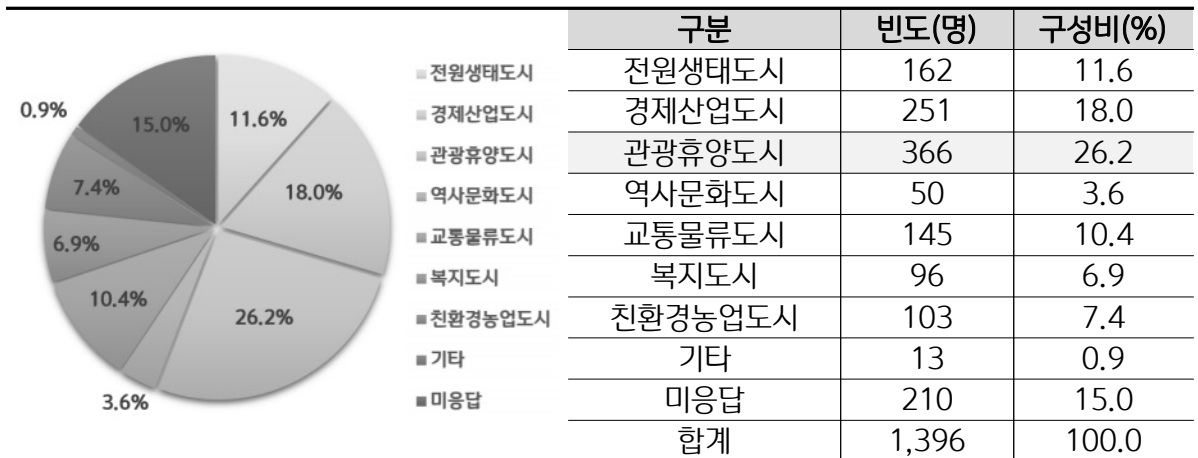 0.9%
15.0%
11.6%
7.4%
18.0%
6.9%
10.4%
26.2%
3.6%
전원생태도시
경제산업도시
관광휴양도시
역사문화도시
교통물류도시
복지도시
친환경농업도시
기타
미응답
구분 빈도(명) 구성비(%)
전원생태도시 162 11.6
경제산업도시 251 18.0
관광휴양도시 366 26.2
역사문화도시 50 3.6
교통물류도시 145 10.4
복지도시 96 6.9
친환경농업도시 103 7.4
기타 13 0.9
미응답 210 15.0
합계 1,396 100.0